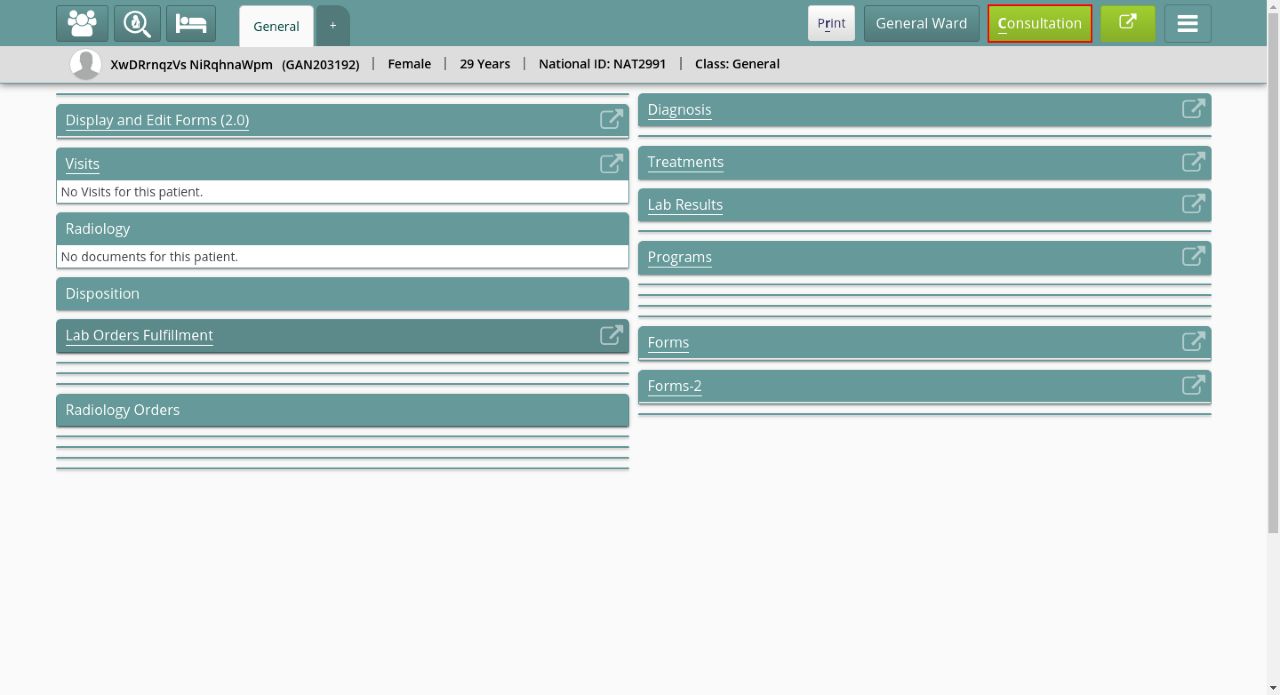 General
+
Print
General Ward
Consultation
XwDRrnqzVs NiRqhnaWpm (GAN203192) | Female | 29 Years | National ID: NAT2991 | Class: General
Display and Edit Forms (2.0)
Visits
No Visits for this patient.
Radiology
No documents for this patient.
Disposition
Lab Orders Fulfillment
Radiology Orders
Diagnosis
Treatments
Lab Results
Programs
Forms
Forms-2